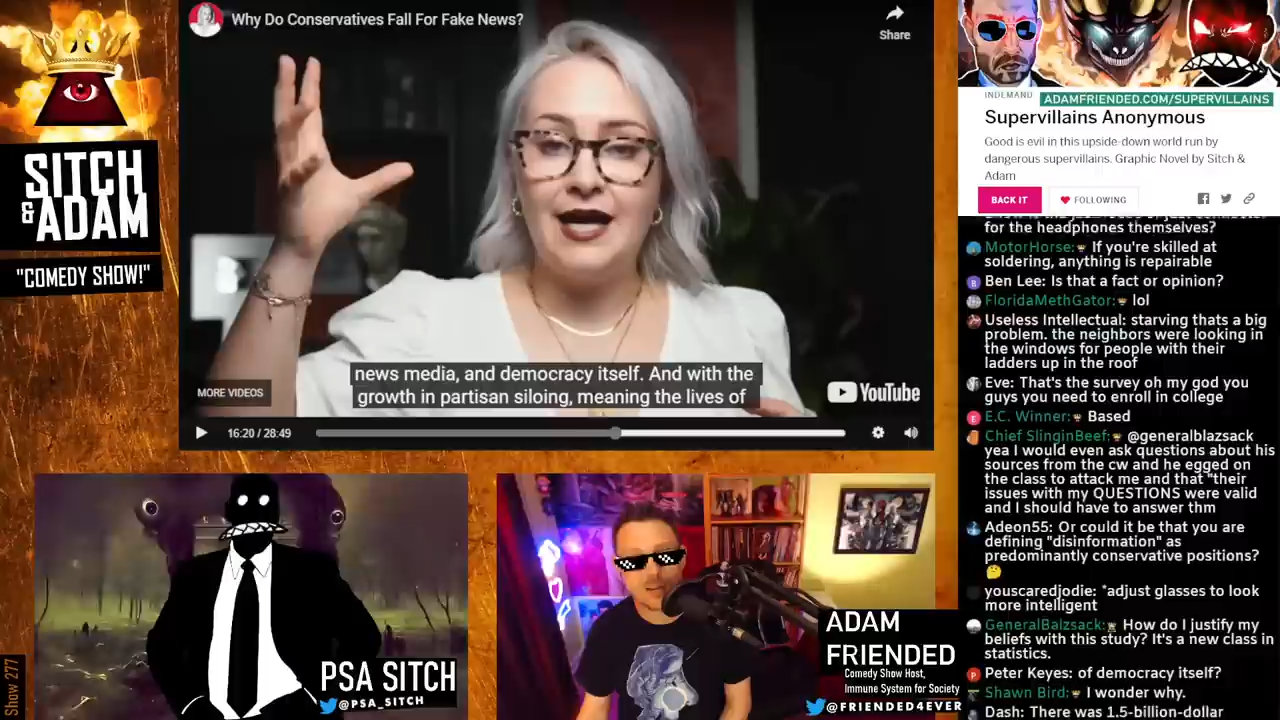 Why Do Conservatives Fall For Fake News?
Share
news media, and democracy itself. And with the
growth in partisan siloing, meaning the lives of
MORE VIDEOS
YouTube
16:20 / 28:49
SITCH
& ADAM
"COMEDY SHOW!"
Show 277
PSA SITCH
@PSA_SITCH
ADAM
FRIENDED
Comedy Show Host,
Immune System for Society
@FRIENDED4EVER
INDEMAND
ADAMFRIENDED.COM/SUPERVILLAINS
Supervillains Anonymous
Good is evil in this upside-down world run by
dangerous supervillains. Graphic Novel by Sitch &
Adam
BACK IT
FOLLOWING
for the headphones themselves?
MotorHorse: If you're skilled at
soldering, anything is repairable
Ben Lee: Is that a fact or opinion?
FloridaMethGator: lol
Useless Intellectual: starving thats a big
problem. the neighbors were looking in
the windows for people with their
ladders up in the roof
Eve: That's the survey oh my god you
guys you need to enroll in college
E.C. Winner: Based
Chief SlinginBeef: @generalblazsack
yea I would even ask questions about his
sources from the cw and he egged on
the class to attack me and that "their
issues with my QUESTIONS were valid
and I should have to answer thm
Adeon55: Or could it be that you are
defining "disinformation" as
predominantly conservative positions?
youscaredjodie: *adjust glasses to look
more intelligent
GeneralBalzsack: How do I justify my
beliefs with this study? It's a new class in
statistics.
Peter Keyes: of democracy itself?
Shawn Bird: I wonder why.
Dash: There was 1.5-billion-dollar